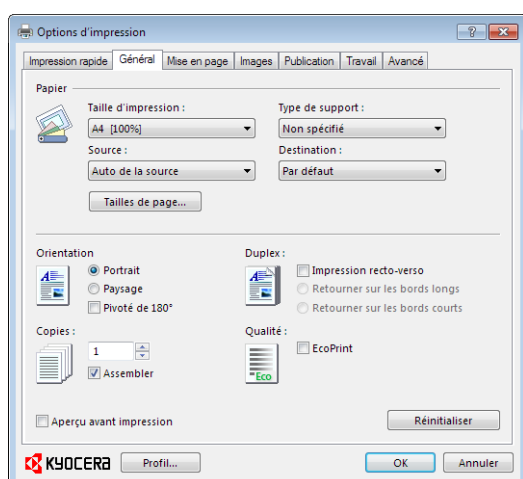 Options d'impression
Impression rapide Général Mise en page Images Publication Travail Avancé
Papier
Taille d'impression :
A4 [100%]
Type de support :
Non spécifié
Source :
Auto de la source
Destination :
Par défaut
Tailles de page...
Orientation
Portrait
Paysage
Pivoté de 180°
Duplex :
Impression recto-verso
Retourner sur les bords longs
Retourner sur les bords courts
Copies :
1
Assembler
Qualité :
Eco
EcoPrint
Aperçu avant impression
Réinitialiser
KYOCERA
Profil...
OK
Annuler